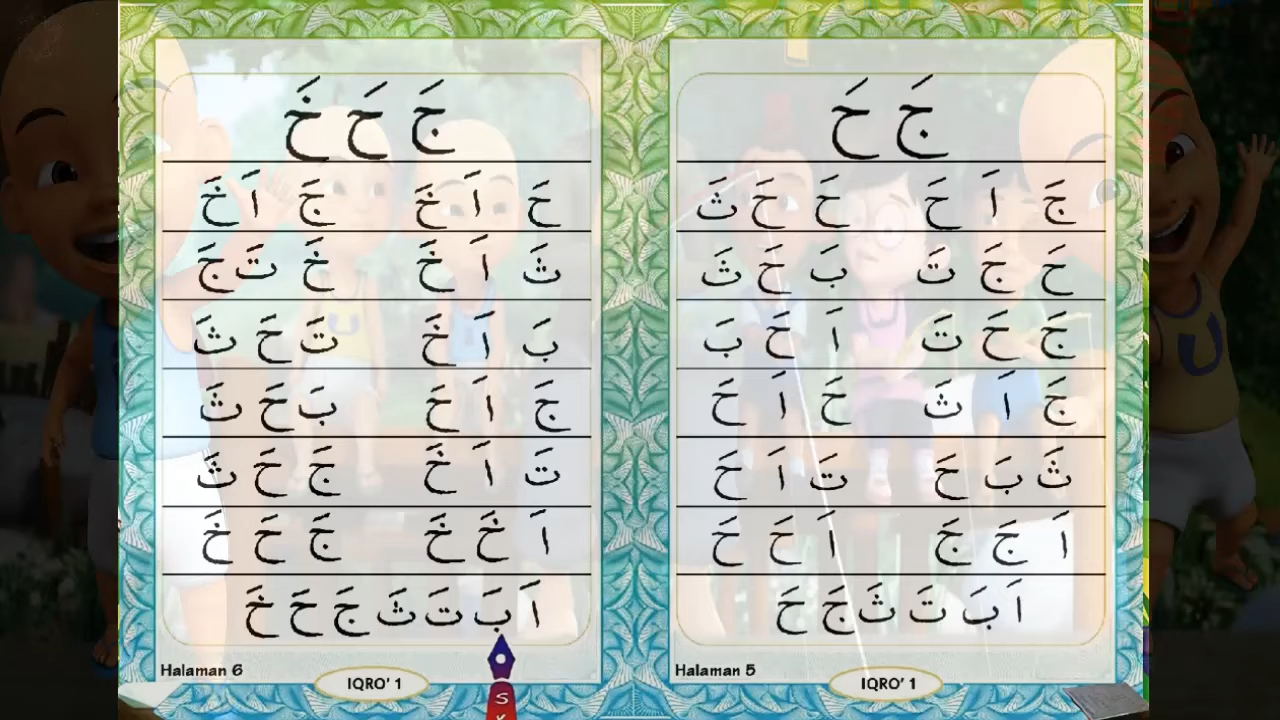 جَ حَ
جَ اَ حَ حَ حَ ثَ
حَ جَ تَ بَ حَ ثَ
جَ حَ تَ اَ حَ بَ
جَ اَ ثَ حَ اَ حَ
ثَ بَ حَ تَ اَ حَ
اَ جَ جَ اَ حَ حَ
اَ بَ تَ ثَ جَ حَ
Halaman 5
IQRO' 1
جَ حَ خَ
حَ اَ خَ جَ اَ خَ
ثَ اَ خَ خَ تَ جَ
بَ اَ خَ تَ حَ ثَ
جَ اَ حَ بَ حَ ثَ
تَ اَ خَ جَ حَ ثَ
اَ خَ خَ جَ حَ خَ
اَ بَ تَ ثَ جَ حَ خَ
Halaman 6
IQRO' 1